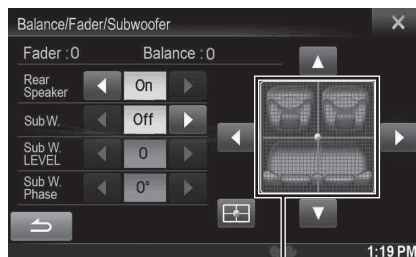 Balance/Fader/Subwoofer
Fader :0 Balance :0
Rear Speaker On
Sub W. Off
Sub W. LEVEL 0
Sub W. Phase 0°
1:19 PM